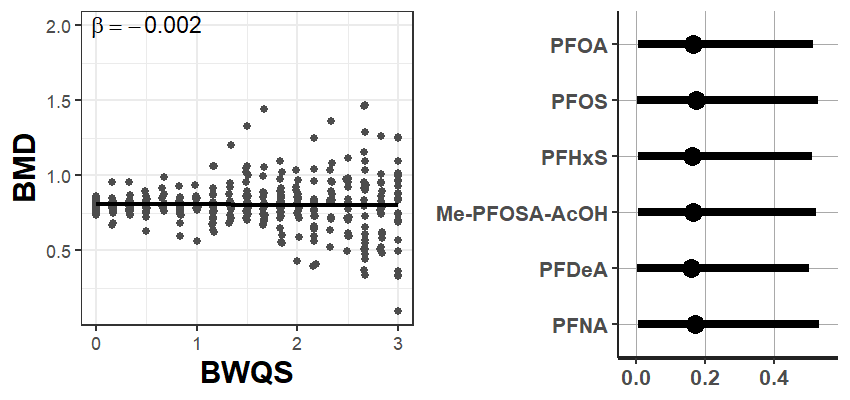 β = −0.002
2.0
1.5
1.0
0.5
BMD
0
1
2
3
BWQS
PFOA
PFOS
PFHxS
Me-PFOSA-AcOH
PFDeA
PFNA
0.0
0.2
0.4